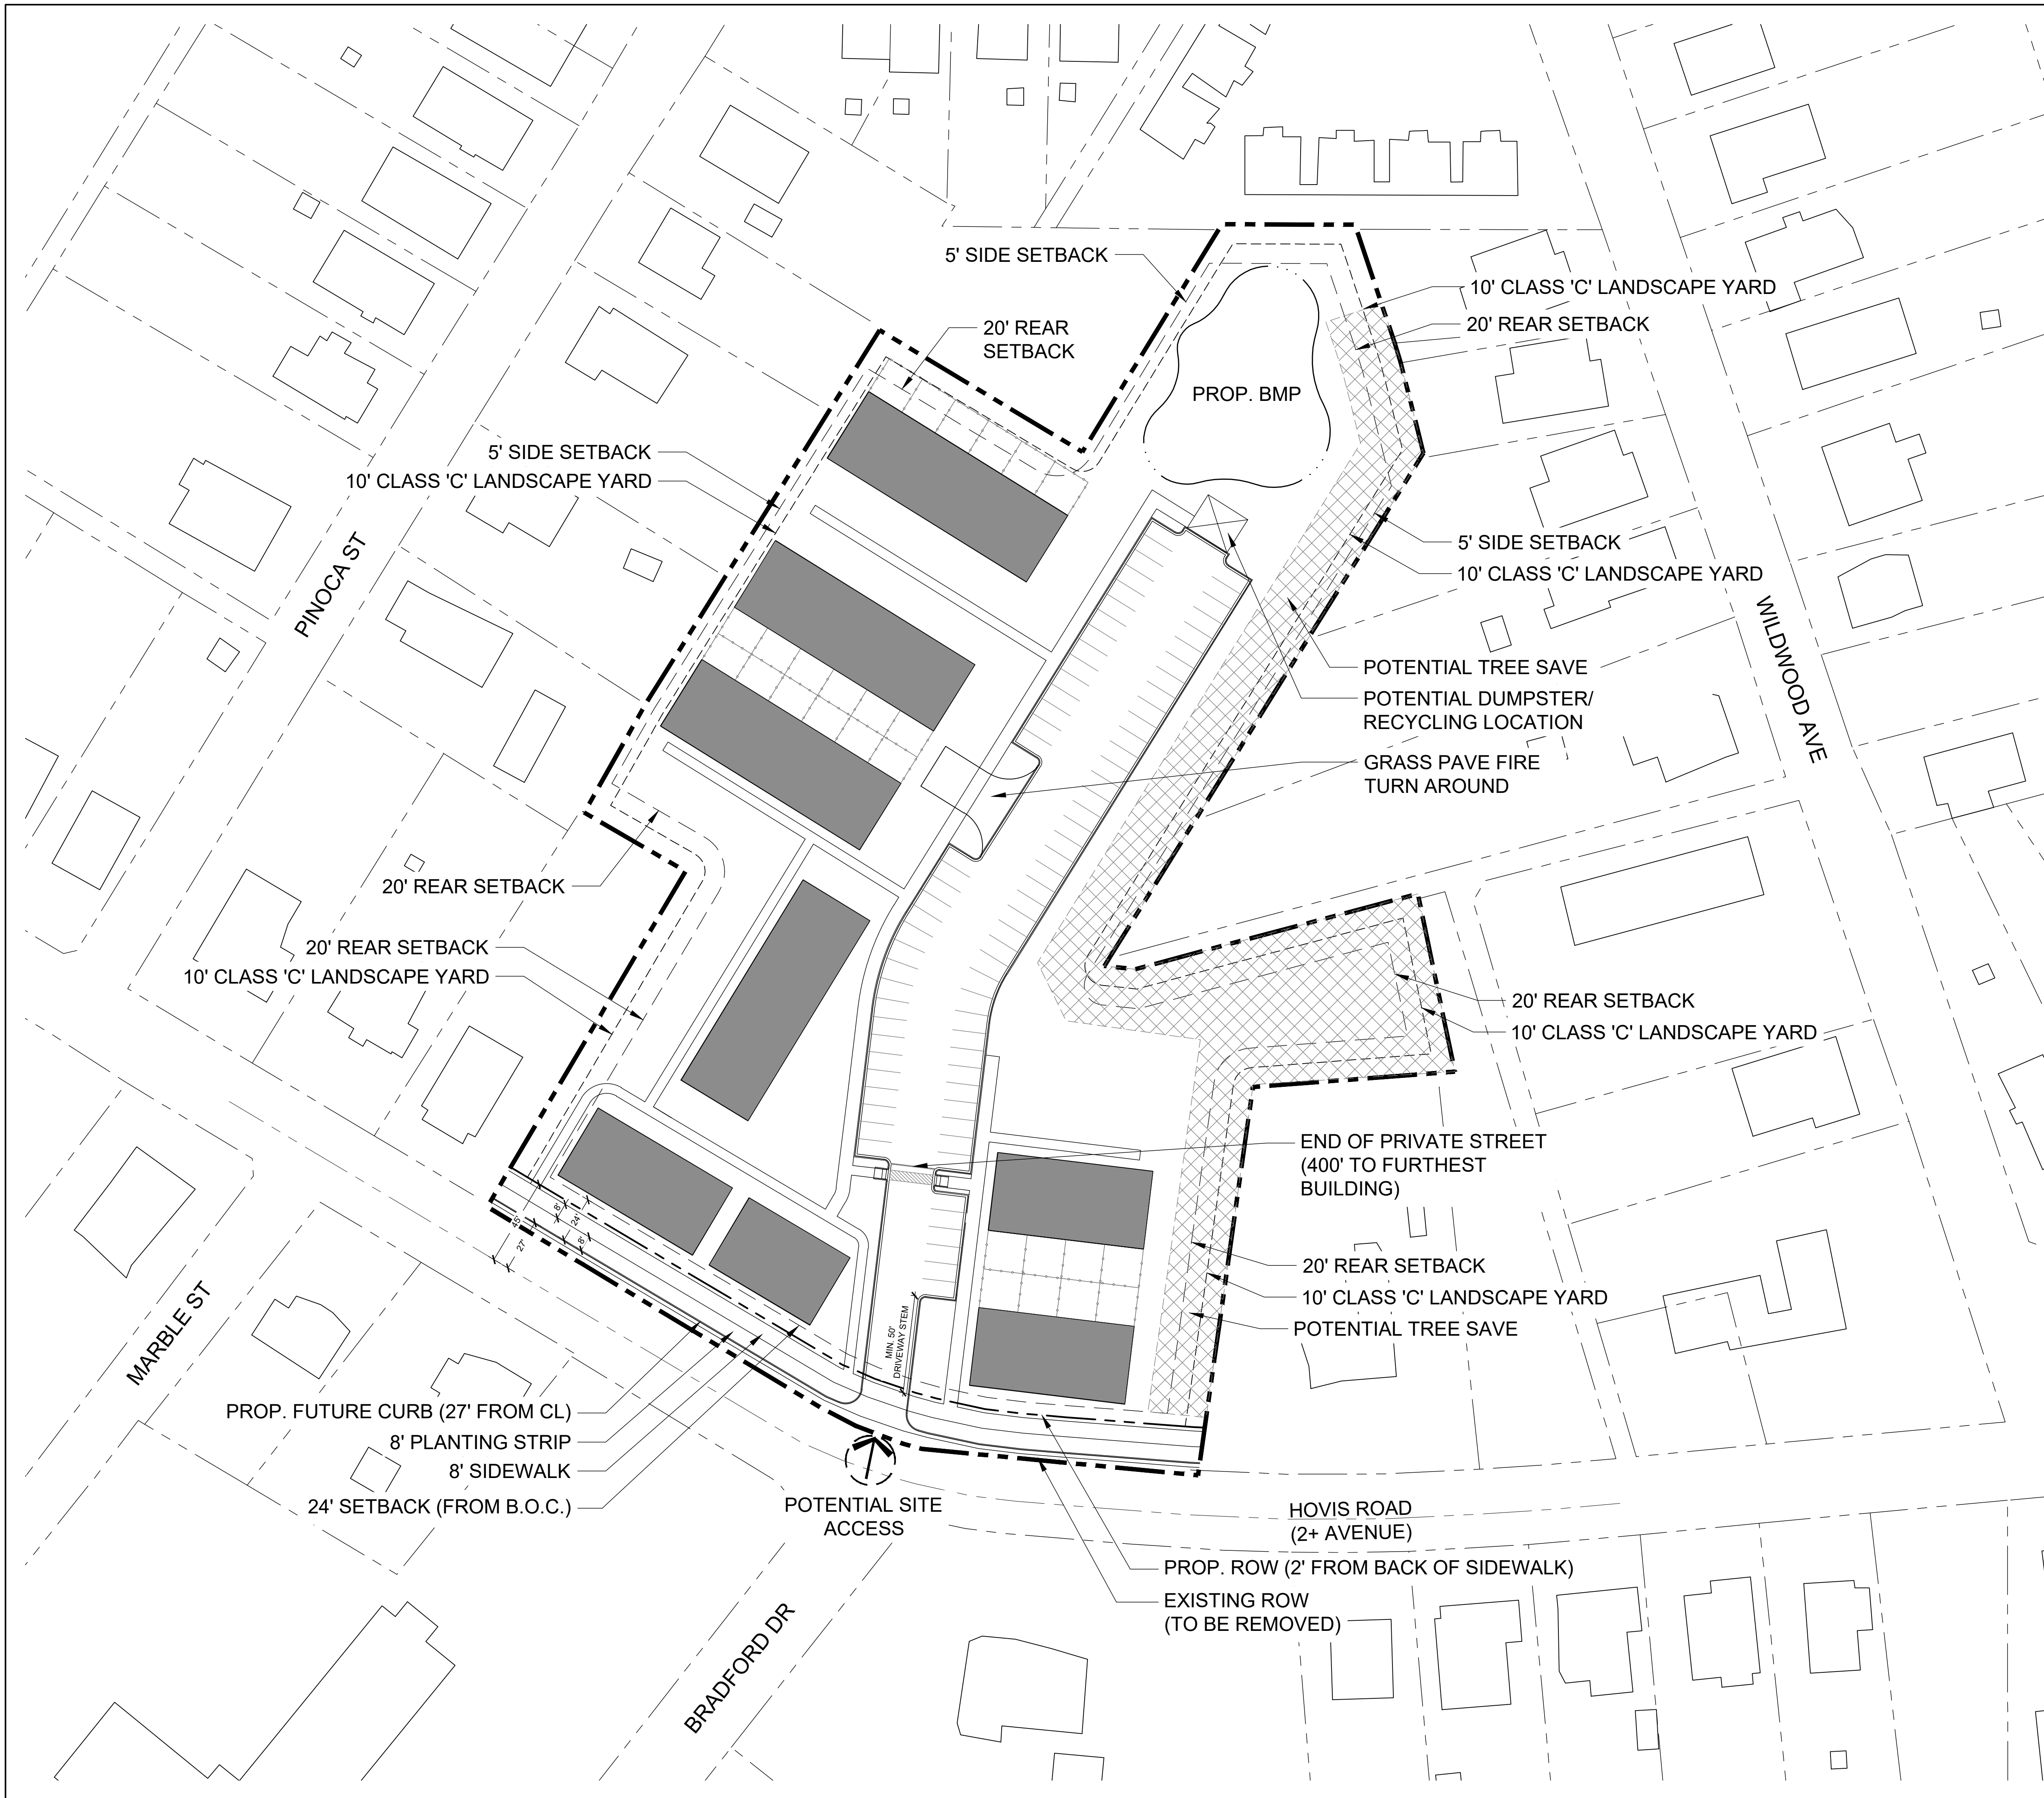 5' SIDE SETBACK
10' CLASS 'C' LANDSCAPE YARD
20' REAR SETBACK
20' REAR
SETBACK
PROP. BMP
5' SIDE SETBACK
10' CLASS 'C' LANDSCAPE YARD
PINOCA ST
5' SIDE SETBACK
10' CLASS 'C' LANDSCAPE YARD
WILDWOOD AVE
POTENTIAL TREE SAVE
POTENTIAL DUMPSTER/
RECYCLING LOCATION
GRASS PAVE FIRE
TURN AROUND
20' REAR SETBACK
20' REAR SETBACK
10' CLASS 'C' LANDSCAPE YARD
20' REAR SETBACK
10' CLASS 'C' LANDSCAPE YARD
END OF PRIVATE STREET
(400' TO FURTHEST
BUILDING)
45'
27'
8'
24'
8'
20' REAR SETBACK
10' CLASS 'C' LANDSCAPE YARD
POTENTIAL TREE SAVE
MIN. 50'
DRIVEWAY STEM
MARBLE ST
PROP. FUTURE CURB (27' FROM CL)
8' PLANTING STRIP
8' SIDEWALK
24' SETBACK (FROM B.O.C.)
POTENTIAL SITE
ACCESS
HOVIS ROAD
(2+ AVENUE)
PROP. ROW (2' FROM BACK OF SIDEWALK)
EXISTING ROW
(TO BE REMOVED)
BRADFORD DR